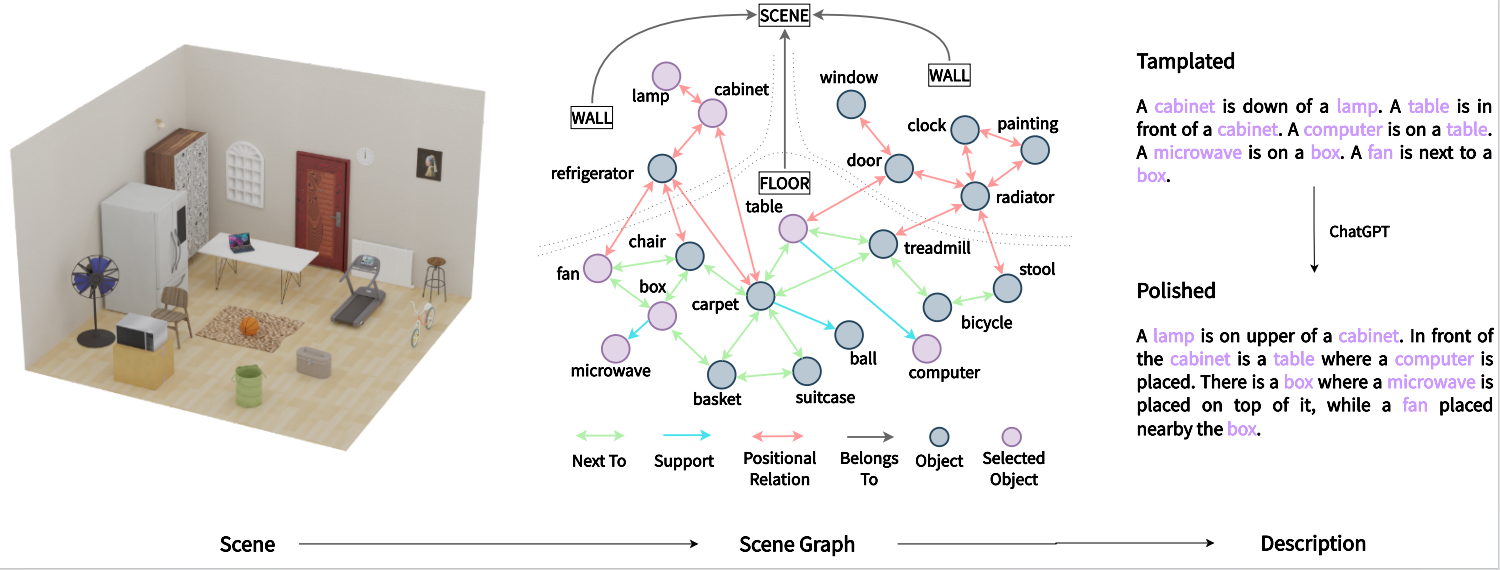 SCENE
WALL
WALL
FLOOR
lamp
cabinet
window
clock
painting
refrigerator
door
radiator
table
chair
treadmill
fan
box
carpet
stool
bicycle
microwave
ball
computer
basket
suitcase
Next To
Support
Positional
Relation
Belongs
To
Object
Selected
Object
Tamplated
A cabinet is down of a lamp. A table is in
front of a cabinet. A computer is on a table.
A microwave is on a box. A fan is next to a
box.
ChatGPT
Polished
A lamp is on upper of a cabinet. In front of
the cabinet is a table where a computer is
placed. There is a box where a microwave is
placed on top of it, while a fan placed
nearby the box.
Scene
Scene Graph
Description